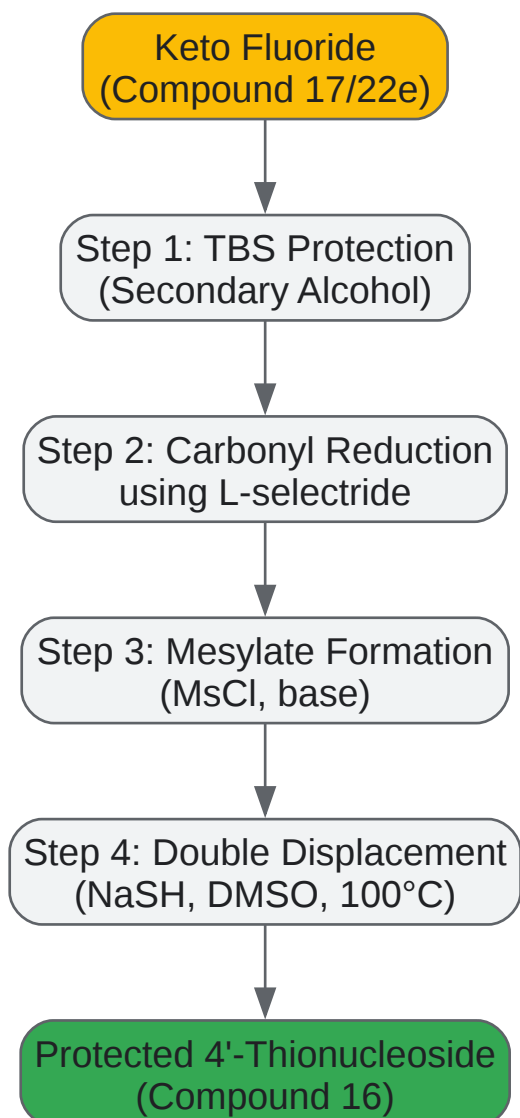 Keto Fluoride
(Compound 17/22e)
Step 1: TBS Protection
(Secondary Alcohol)
Step 2: Carbonyl Reduction
using L-selectride
Step 3: Mesylate Formation
(MsCl, base)
Step 4: Double Displacement
(NaSH, DMSO, 100°C)
Protected 4'-Thionucleoside
(Compound 16)